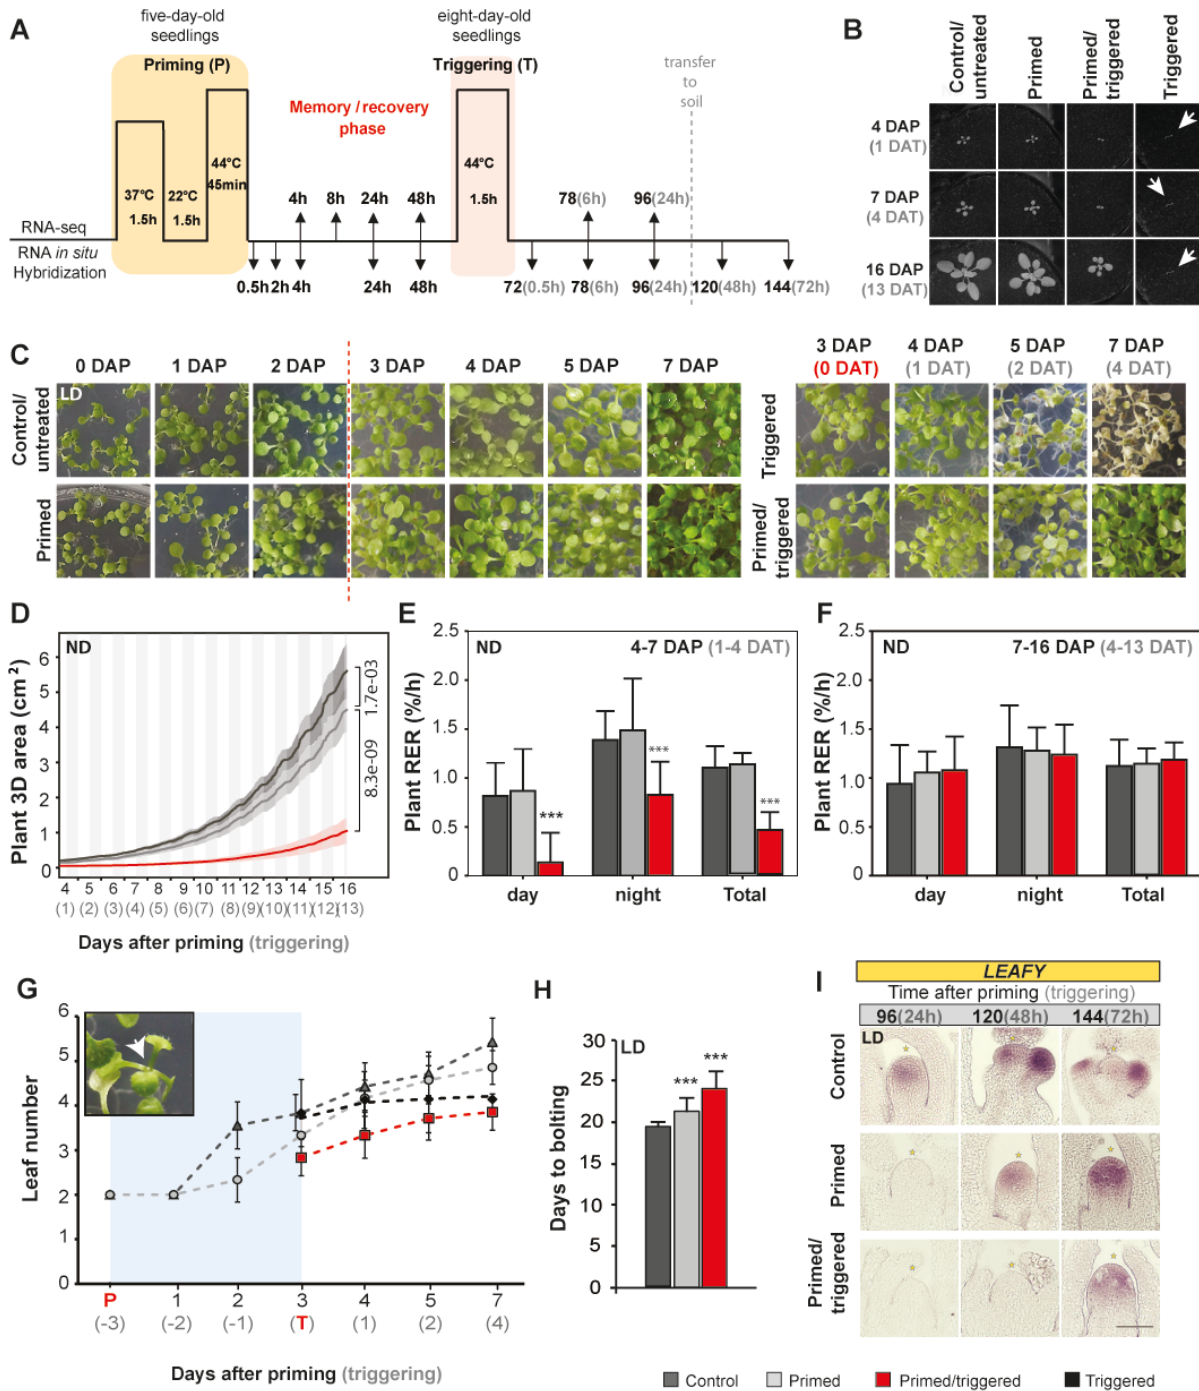 A
five-day-old
seedlings
Priming (P)
eight-day-old
seedlings
Triggering (T)
transfer
to
soil
Memory / recovery
phase
44°C
45min
37°C
1.5h
22°C
1.5h
44°C
1.5h
4h 8h 24h 48h
78(6h) 96(24h)
RNA-seq
RNA in situ
Hybridization
0.5h 2h 4h 24h 48h 72(0.5h) 78(6h) 96(24h) 120(48h) 144(72h)
B
Control/
untreated
Primed
Primed/
triggered
Triggered
4 DAP
(1 DAT)
7 DAP
(4 DAT)
16 DAP
(13 DAT)
C
0 DAP 1 DAP 2 DAP 3 DAP 4 DAP 5 DAP 7 DAP
LD
Control/
untreated
Primed
3 DAP 4 DAP 5 DAP 7 DAP
(0 DAT) (1 DAT) (2 DAT) (4 DAT)
Triggered
Primed/
triggered
D
ND
Plant 3D area (cm²)
6
5
4
3
2
1
0
1.7e-03
8.3e-09
4 5 6 7 8 9 10 11 12 13 14 15 16
(1) (2) (3) (4) (5) (6) (7) (8) (9) (10) (11) (12) (13)
Days after priming (triggering)
E
ND
4-7 DAP (1-4 DAT)
Plant RER (%/h)
2.5
2.0
1.5
1.0
0.5
0
***
***
***
day night Total
F
ND
7-16 DAP (4-13 DAT)
Plant RER (%/h)
2.5
2.0
1.5
1.0
0.5
0
day night Total
G
Leaf number
6
5
4
3
2
1
0
P 1 2 3 4 5 7
(-3) (-2) (-1) (T) (1) (2) (4)
Days after priming (triggering)
H
LD
Days to bolting
30
25
20
15
10
5
0
***
***
I
LEAFY
Time after priming (triggering)
96(24h) 120(48h) 144(72h)
LD
Control
Primed
Primed/
triggered
Control Primed Primed/triggered Triggered